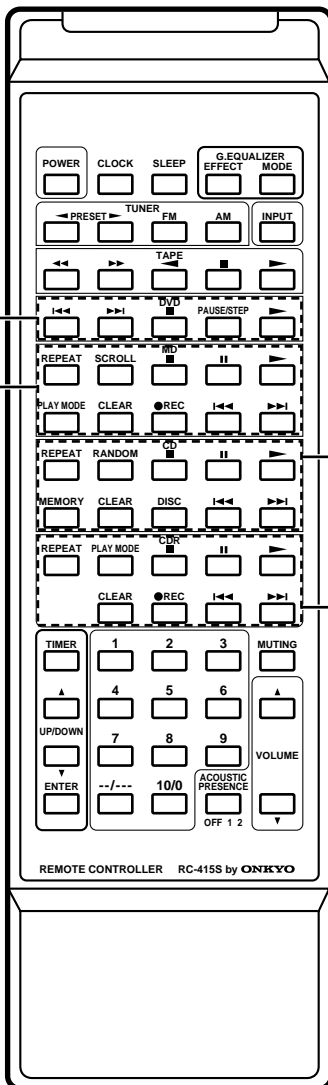 G.EQUALIZER
POWER CLOCK SLEEP EFFECT MODE
TUNER
PRESET FM AM INPUT
TAPE
DVD PAUSE/STEP
REPEAT SCROLL MD
PLAY MODE CLEAR ●REC
REPEAT RANDOM CD
MEMORY CLEAR DISC
REPEAT PLAY MODE CDR
CLEAR ●REC
TIMER 1 2 3 MUTING
4 5 6
UP/DOWN 7 8 9 VOLUME
ENTER --/--- 10/0 ACOUSTIC PRESENCE
OFF 1 2
REMOTE CONTROLLER RC-415S by ONKYO